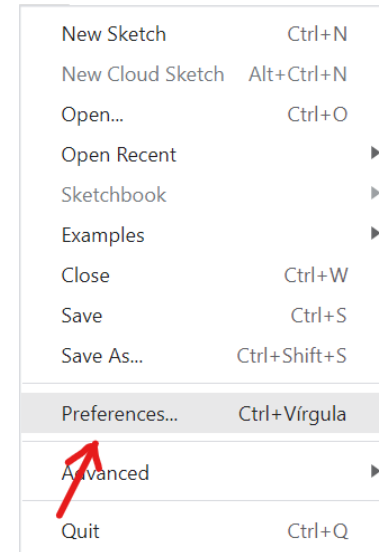 New Sketch Ctrl+N
New Cloud Sketch Alt+Ctrl+N
Open... Ctrl+O
Open Recent
Sketchbook
Examples
Close Ctrl+W
Save Ctrl+S
Save As... Ctrl+Shift+S
Preferences... Ctrl+Vírgula
Advanced
Quit Ctrl+Q